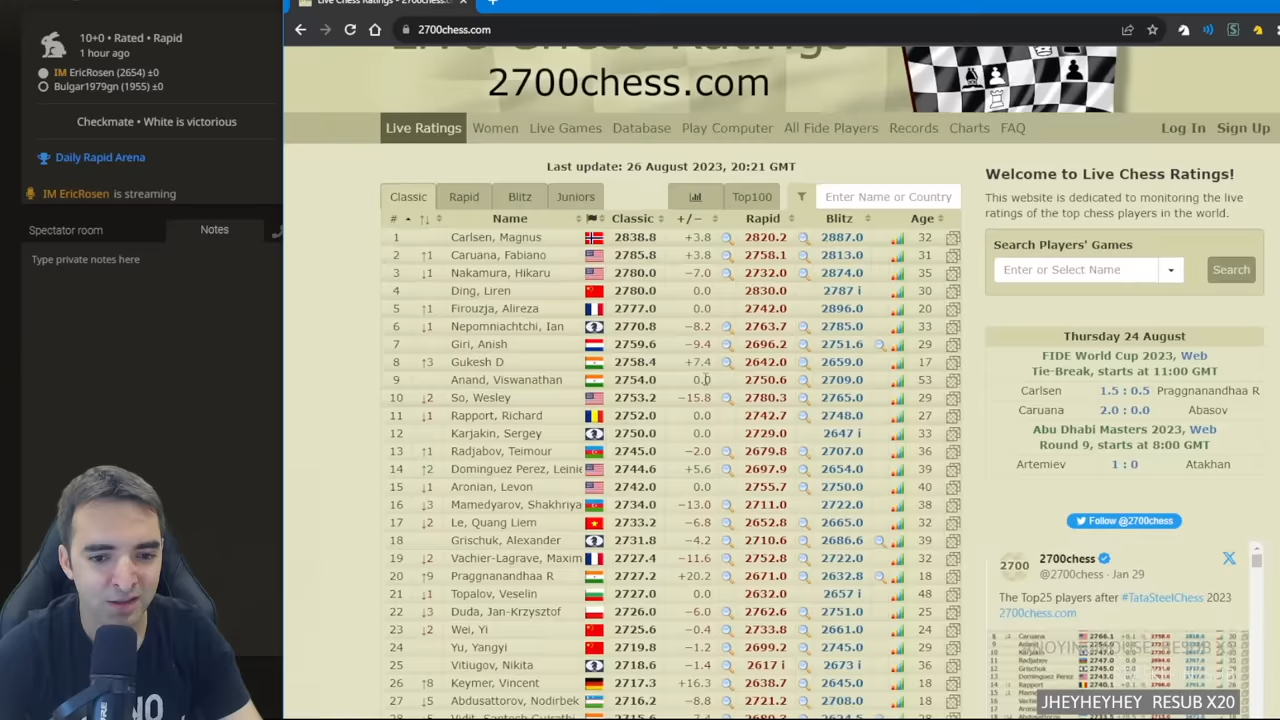 10+0 • Rated • Rapid
1 hour ago
IM EricRosen (2654) ±0
Bulgar1979gn (1955) ±0
Checkmate • White is victorious
Daily Rapid Arena
IM EricRosen is streaming
Spectator room Notes
Type private notes here
Live Chess Ratings - 2700chess.c
2700chess.com
Live Chess Ratings
2700chess.com
Live Ratings Women Live Games Database Play Computer All Fide Players Records Charts FAQ Log In Sign Up
Last update: 26 August 2023, 20:21 GMT
Classic Rapid Blitz Juniors Top100 Enter Name or Country
# Name Classic +/− Rapid Blitz Age
1 Carlsen, Magnus 2838.8 +3.8 2820.2 2887.0 32
2 ↑1 Caruana, Fabiano 2785.8 +3.8 2758.1 2813.0 31
3 ↓1 Nakamura, Hikaru 2780.0 −7.0 2732.0 2874.0 35
4 Ding, Liren 2780.0 0.0 2830.0 2787 i 30
5 ↑1 Firouzja, Alireza 2777.0 0.0 2742.0 2896.0 20
6 ↓1 Nepomniachtchi, Ian 2770.8 −8.2 2763.7 2785.0 33
7 Giri, Anish 2759.6 −9.4 2696.2 2751.6 29
8 ↑3 Gukesh D 2758.4 +7.4 2642.0 2659.0 17
9 Anand, Viswanathan 2754.0 0.0 2750.6 2709.0 53
10 ↓2 So, Wesley 2753.2 −15.8 2780.3 2765.0 29
11 ↓1 Rapport, Richard 2752.0 0.0 2742.7 2748.0 27
12 Karjakin, Sergey 2750.0 0.0 2729.0 2647 i 33
13 ↑1 Radjabov, Teimour 2745.0 −2.0 2679.8 2707.0 36
14 ↑2 Dominguez Perez, Leinie 2744.6 +5.6 2697.9 2654.0 39
15 ↓1 Aronian, Levon 2742.0 0.0 2755.7 2750.0 40
16 ↓3 Mamedyarov, Shakhriya 2734.0 −13.0 2711.0 2722.0 38
17 ↓2 Le, Quang Liem 2733.2 −6.8 2652.8 2665.0 32
18 Grischuk, Alexander 2731.8 −4.2 2710.6 2686.6 39
19 ↓2 Vachier-Lagrave, Maxim 2727.4 −11.6 2752.8 2722.0 32
20 ↑9 Praggnanandhaa R 2727.2 +20.2 2671.0 2632.8 18
21 ↓1 Topalov, Veselin 2727.0 0.0 2632.0 2657 i 48
22 ↓3 Duda, Jan-Krzysztof 2726.0 −6.0 2762.6 2751.0 25
23 ↓2 Wei, Yi 2725.6 −0.4 2733.8 2661.0 24
24 Yu, Yangyi 2719.8 −1.2 2699.2 2745.0 29
25 ↓1 Vitiugov, Nikita 2718.6 −1.4 2617 i 2673 i 36
26 ↑8 Keymer, Vincent 2717.3 +16.3 2638.7 2645.0 18
27 ↓5 Abdusattorov, Nodirbek 2716.2 −8.8 2721.2 2708.0 18
Welcome to Live Chess Ratings!
This website is dedicated to monitoring the live
ratings of the top chess players in the world.
Search Players' Games
Enter or Select Name Search
Thursday 24 August
FIDE World Cup 2023, Web
Tie-Break, starts at 11:00 GMT
Carlsen 1.5 : 0.5 Praggnanandhaa R
Caruana 2.0 : 0.0 Abasov
Abu Dhabi Masters 2023, Web
Round 9, starts at 8:00 GMT
Artemiev 1 : 0 Atakhan
Follow @2700chess
2700 2700chess
@2700chess · Jan 29
The Top25 players after #TataSteelChess 2023
2700chess.com
JHEYHEYHEY RESUB X20